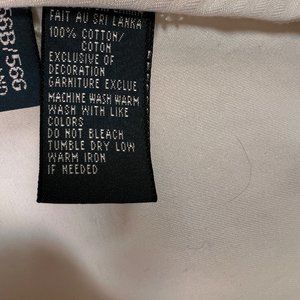 FAIT AU SRI LANKA
100% COTTON/
COTON
EXCLUSIVE OF
DECORATION
GARNITURE EXCLUE
MACHINE WASH WARM
WASH WITH LIKE
COLORS
DO NOT BLEACH
TUMBLE DRY LOW
WARM IRON
IF NEEDED